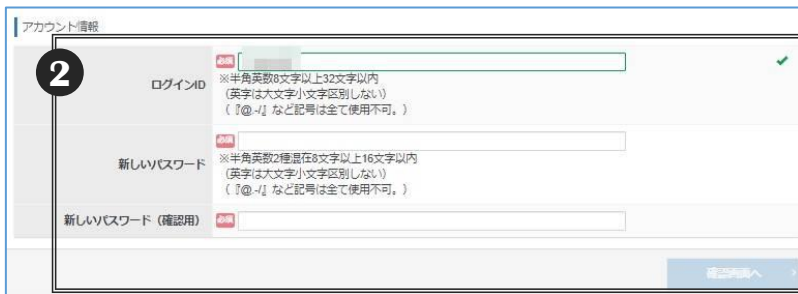 アカウント情報
2
ログインID
必須
※半角英数8文字以上32文字以内
(英字は大文字小文字区別しない)
(『@.-/』など記号は全て使用不可。)
新しいパスワード
必須
※半角英数2種混在8文字以上16文字以内
(英字は大文字小文字区別しない)
(『@.-/』など記号は全て使用不可。)
新しいパスワード（確認用） 必須
確認画面へ